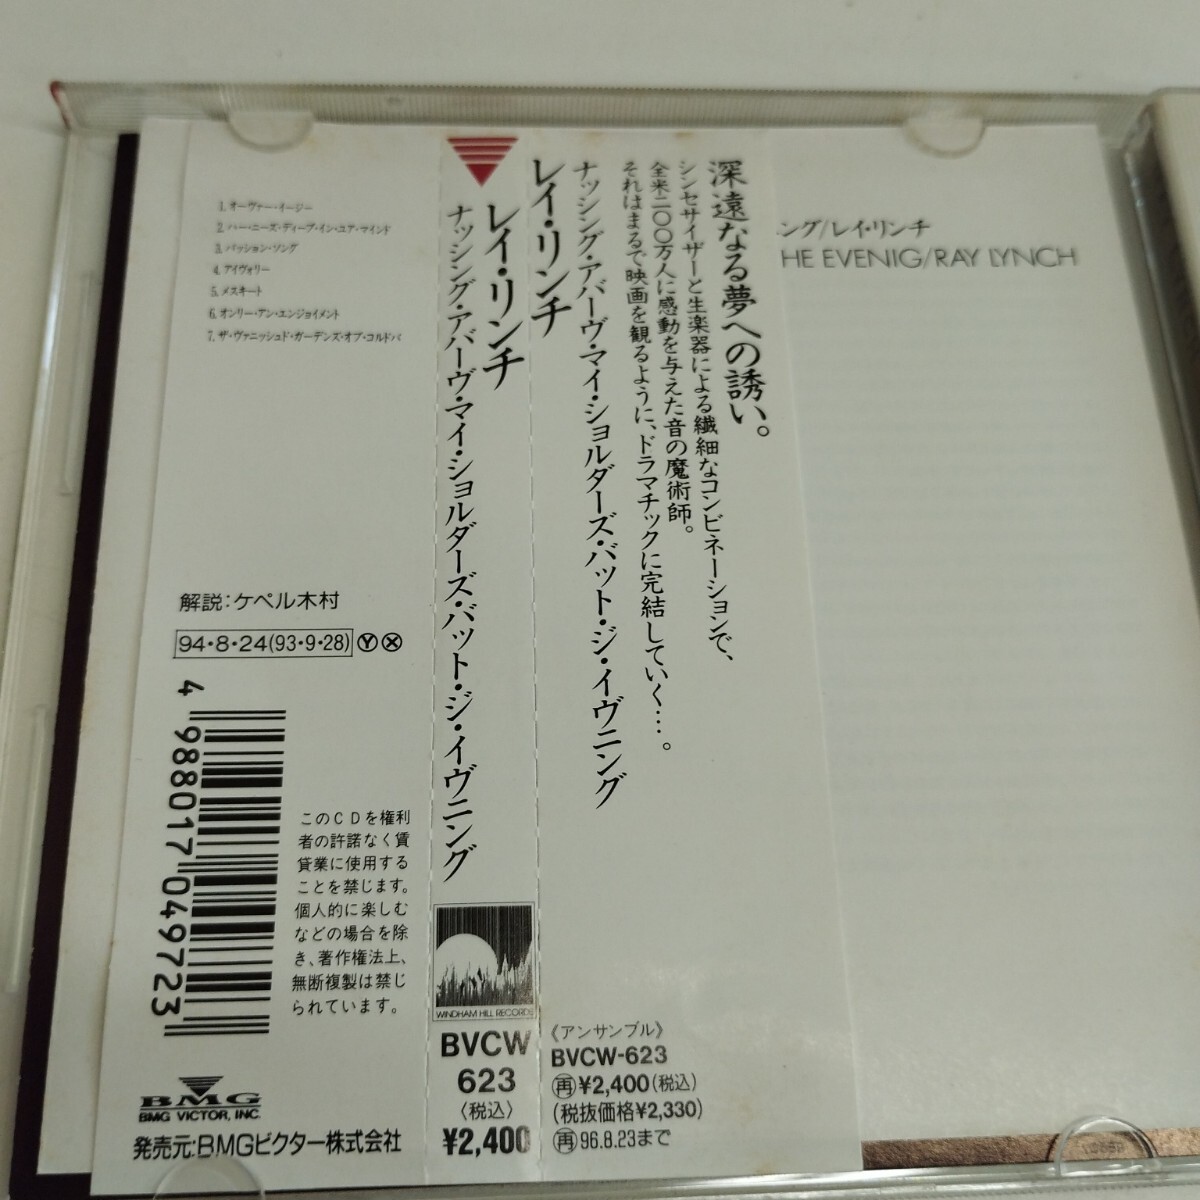 1. オーヴァー・イージー
2. ハー・ニーズ・ディープ・イン・ユア・マインド
3. パッション・ソング
4. アイヴォリー
5. メスキート
6. オンリー・アン・エンジョイメント
7. ザ・ヴァニッシュド・ガーデンズ・オブ・コルドバ
解説:ケペル木村
94・8・24(93・9・28) Ⓨ Ⓧ
4 988017 049723
このCDを権利
者の許諾なく賃
貸業に使用する
ことを禁じます。
個人的に楽しむ
などの場合を除
き、著作権法上、
無断複製は禁じ
られています。
BMG
BMG VICTOR, INC.
発売元:BMGビクター株式会社
レイ・リンチ
ナッシング・アバーヴ・マイ・ショルダーズ・バット・ジ・イヴニング
WINDHAM HILL RECORDS
BVCW
623
〈税込〉
¥2,400
深遠なる夢への誘い。
シンセサイザーと生楽器による繊細なコンビネーションで、
全米二〇〇万人に感動を与えた音の魔術師。
それはまるで映画を観るように、ドラマチックに完結していく…。
ナッシング・アバーヴ・マイ・ショルダーズ・バット・ジ・イヴニング
レイ・リンチ
《アンサンブル》
BVCW-623
再¥2,400(税込)
(税抜価格¥2,330)
再96.8.23まで
ング/レイ・リンチ
HE EVENIG/RAY LYNCH